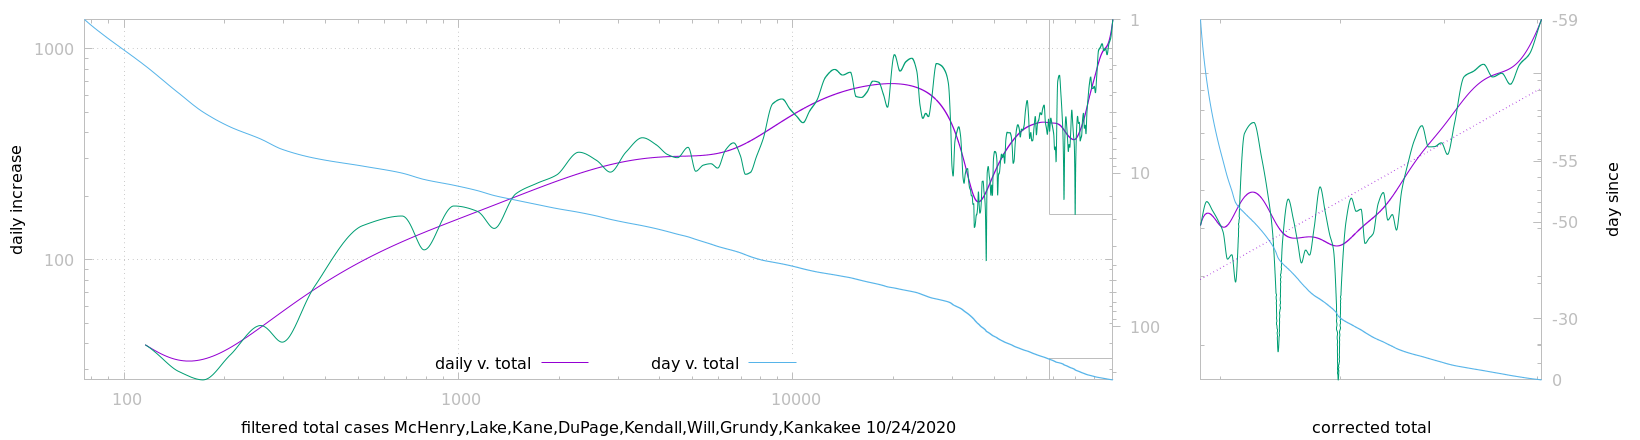 1000
100
daily increase
100
1000
10000
1
10
100
daily v. total
day v. total
filtered total cases McHenry,Lake,Kane,DuPage,Kendall,Will,Grundy,Kankakee 10/24/2020
-59
-55
-50
-30
0
day since
corrected total